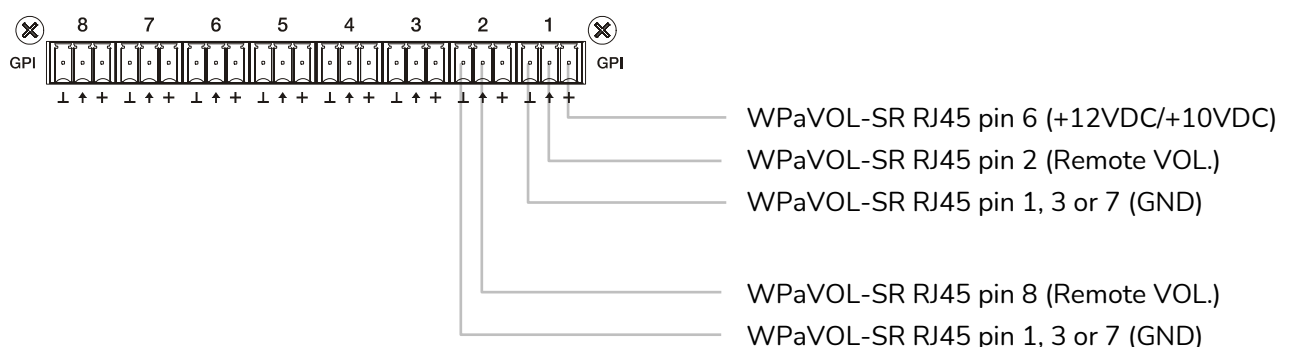 8 7 6 5 4 3 2 1
GPI GPI
⊥ ↑ + ⊥ ↑ + ⊥ ↑ + ⊥ ↑ + ⊥ ↑ + ⊥ ↑ + ⊥ ↑ + ⊥ ↑ +
WPaVOL-SR RJ45 pin 6 (+12VDC/+10VDC)
WPaVOL-SR RJ45 pin 2 (Remote VOL.)
WPaVOL-SR RJ45 pin 1, 3 or 7 (GND)
WPaVOL-SR RJ45 pin 8 (Remote VOL.)
WPaVOL-SR RJ45 pin 1, 3 or 7 (GND)